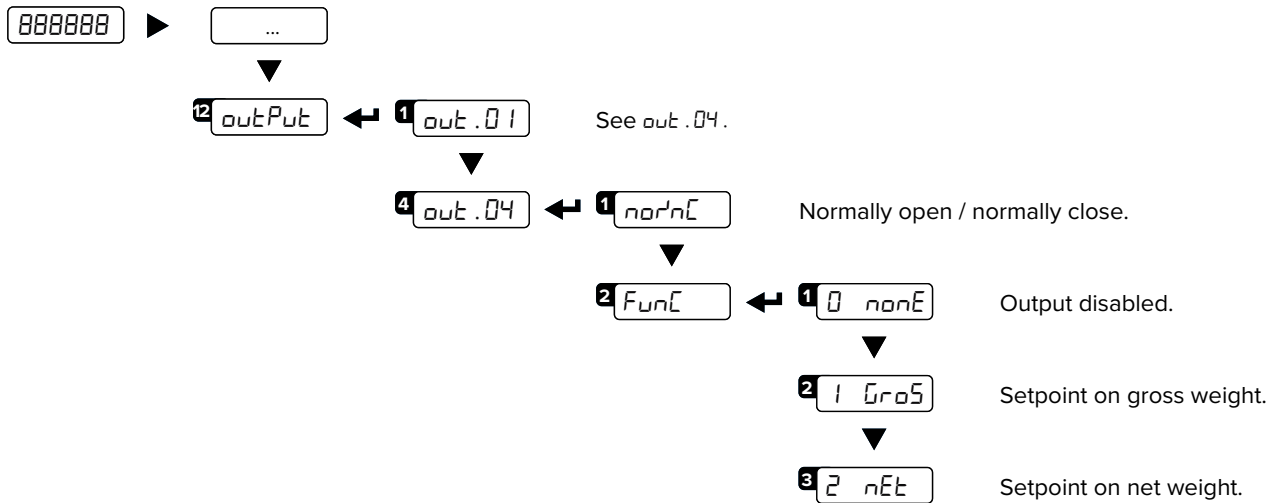 888888
...
12 outPut 1 out.01 See out.04.
4 out.04 1 no/nC Normally open / normally close.
2 FunC 1 0 nonE Output disabled.
2 1 GroS Setpoint on gross weight.
3 2 nEt Setpoint on net weight.